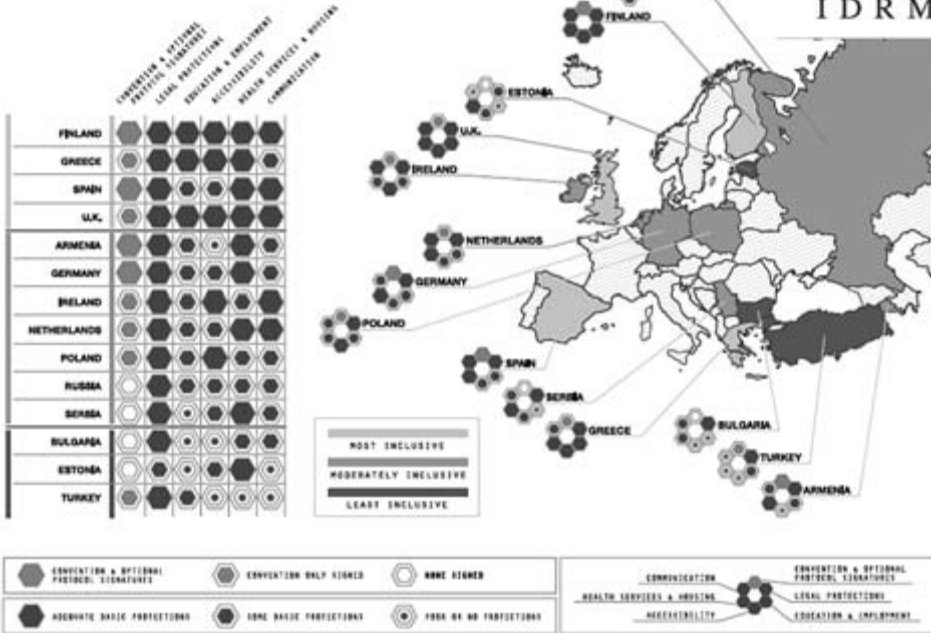 IDRM
FINLAND
ESTONIA
U.K.
IRELAND
NETHERLANDS
GERMANY
POLAND
SPAIN
SERBIA
GREECE
BULGARIA
TURKEY
ARMENIA
CONVENTION & OPTIONAL
PROTOCOL SIGNATURES
LEGAL PROTECTIONS
EDUCATION & EMPLOYMENT
ACCESSIBILITY
HEALTH SERVICES & HOUSING
COMMUNICATION
FINLAND
GREECE
SPAIN
U.K.
ARMENIA
GERMANY
IRELAND
NETHERLANDS
POLAND
RUSSIA
SERBIA
BULGARIA
ESTONIA
TURKEY
MOST INCLUSIVE
MODERATELY INCLUSIVE
LEAST INCLUSIVE
CONVENTION & OPTIONAL
PROTOCOL SIGNATURES
CONVENTION ONLY SIGNED
NONE SIGNED
ADEQUATE BASIC PROTECTIONS
SOME BASIC PROTECTIONS
POOR OR NO PROTECTIONS
COMMUNICATION
HEALTH SERVICES & HOUSING
ACCESSIBILITY
CONVENTION & OPTIONAL
PROTOCOL SIGNATURES
LEGAL PROTECTIONS
EDUCATION & EMPLOYMENT